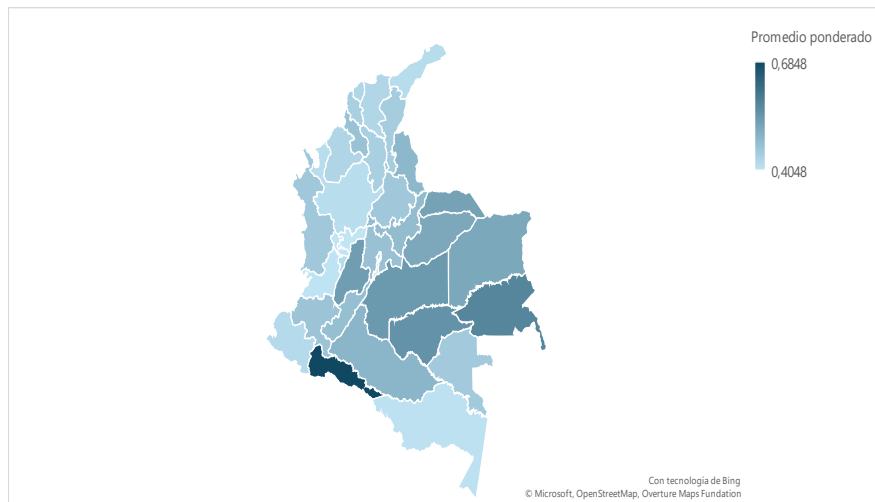 Promedio ponderado
0,6848
0,4048
Con tecnología de Bing
© Microsoft, OpenStreetMap, Overture Maps Fundation